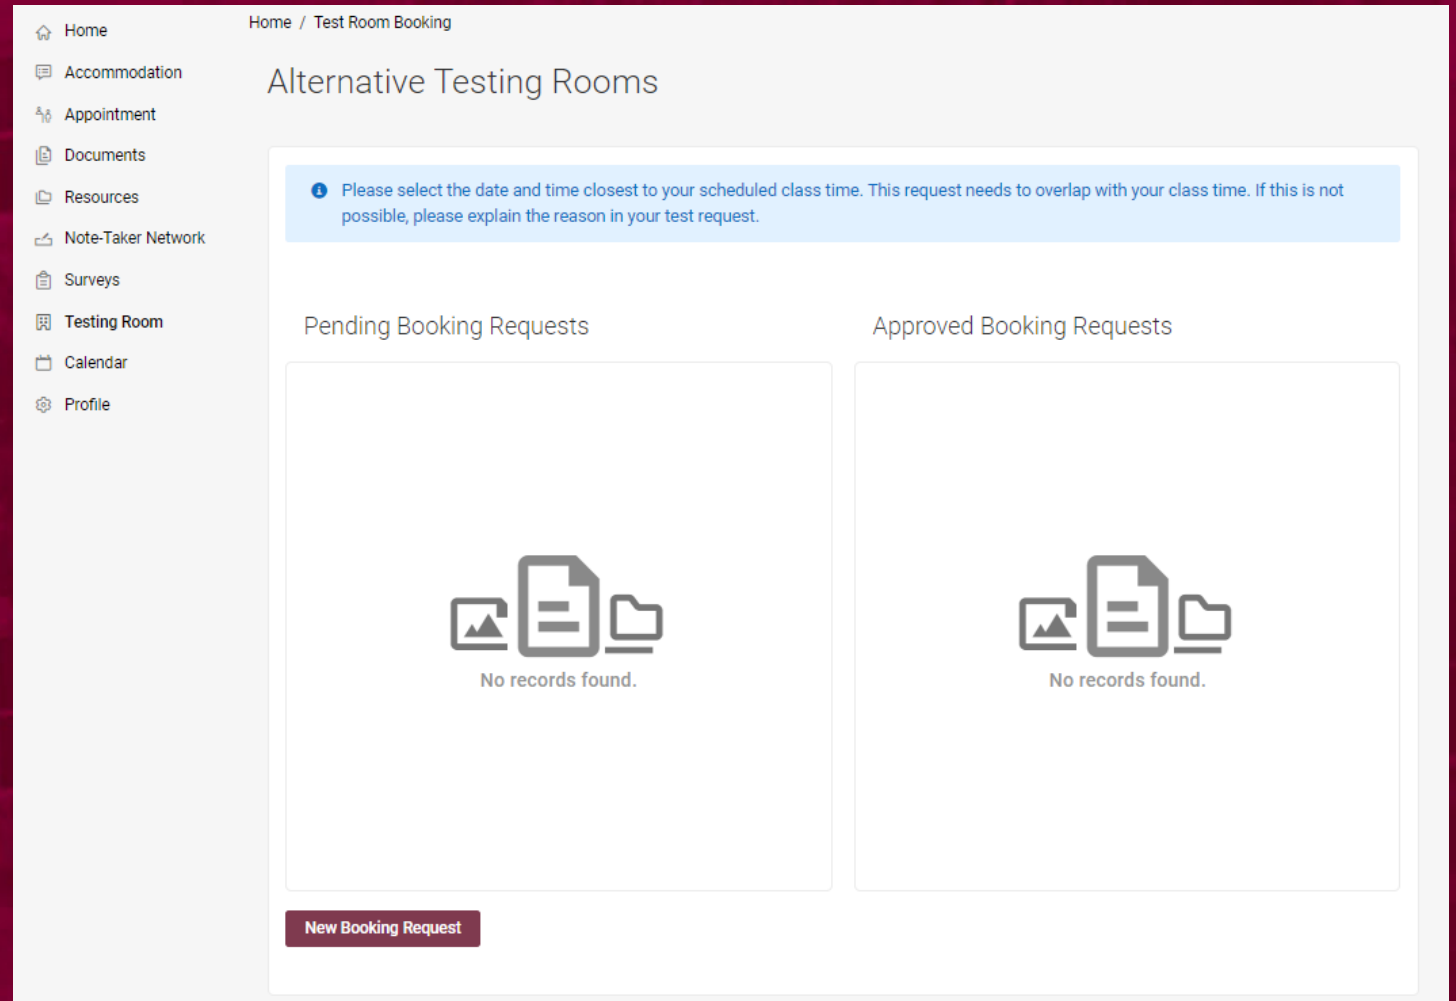 Home
Accommodation
Appointment
Documents
Resources
Note-Taker Network
Surveys
Testing Room
Calendar
Profile
Home / Test Room Booking
Alternative Testing Rooms
Please select the date and time closest to your scheduled class time. This request needs to overlap with your class time. If this is not
possible, please explain the reason in your test request.
Pending Booking Requests
No records found.
Approved Booking Requests
No records found.
New Booking Request